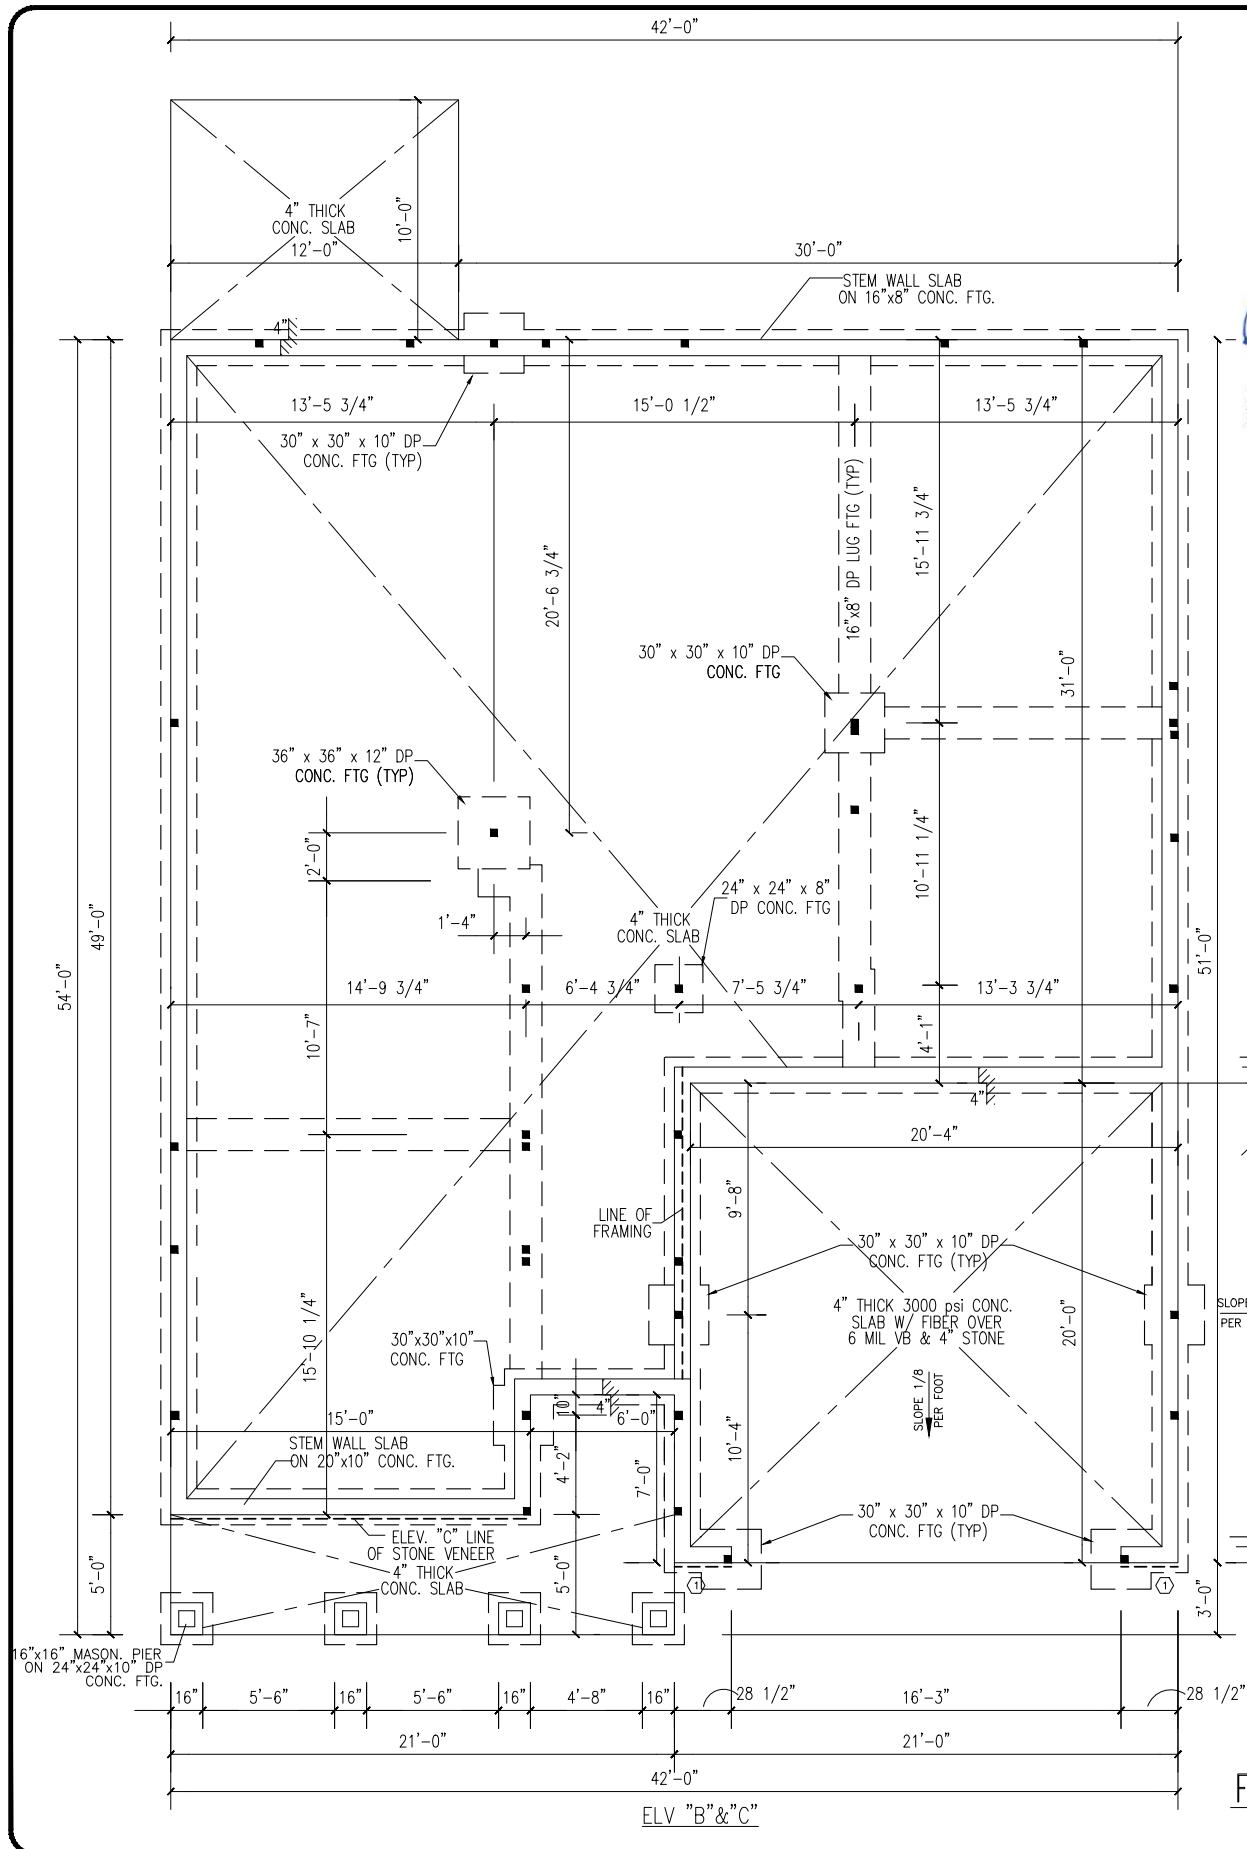 42'-0"
4" THICK
CONC. SLAB
10'-0"
12'-0"
30'-0"
STEM WALL SLAB
ON 16"x8" CONC. FTG.
4"
13'-5 3/4"
15'-0 1/2"
13'-5 3/4"
30" x 30" x 10" DP
CONC. FTG (TYP)
16"x8" DP LUG FTG (TYP)
15'-11 3/4"
20'-6 3/4"
30" x 30" x 10" DP
CONC. FTG
31'-0"
36" x 36" x 12" DP
CONC. FTG (TYP)
2'-0"
10'-11 1/4"
24" x 24" x 8"
DP CONC. FTG
1'-4"
4" THICK
CONC. SLAB
49'-0"
54'-0"
51'-0"
14'-9 3/4"
6'-4 3/4"
7'-5 3/4"
13'-3 3/4"
10'-7"
4'-1"
4"
20'-4"
9'-8"
LINE OF
FRAMING
30" x 30" x 10" DP
CONC. FTG (TYP)
4" THICK 3000 psi CONC.
SLAB W/ FIBER OVER
6 MIL VB & 4" STONE
SLOPE
PER
20'-0"
15'-10 1/4"
30"x30"x10"
CONC. FTG
SLOPE 1/8
PER FOOT
10"
4"
15'-0"
6'-0"
10'-4"
STEM WALL SLAB
ON 20"x10" CONC. FTG.
4'-2"
7'-0"
30" x 30" x 10" DP
CONC. FTG (TYP)
ELEV. "C" LINE
OF STONE VENEER
4" THICK
CONC. SLAB
5'-0"
5'-0"
1
1
3'-0"
16"x16" MASON. PIER
ON 24"x24"x10" DP
CONC. FTG.
16"
5'-6"
16"
5'-6"
16"
4'-8"
16"
28 1/2"
16'-3"
28 1/2"
21'-0"
21'-0"
42'-0"
ELV "B"&"C"
F